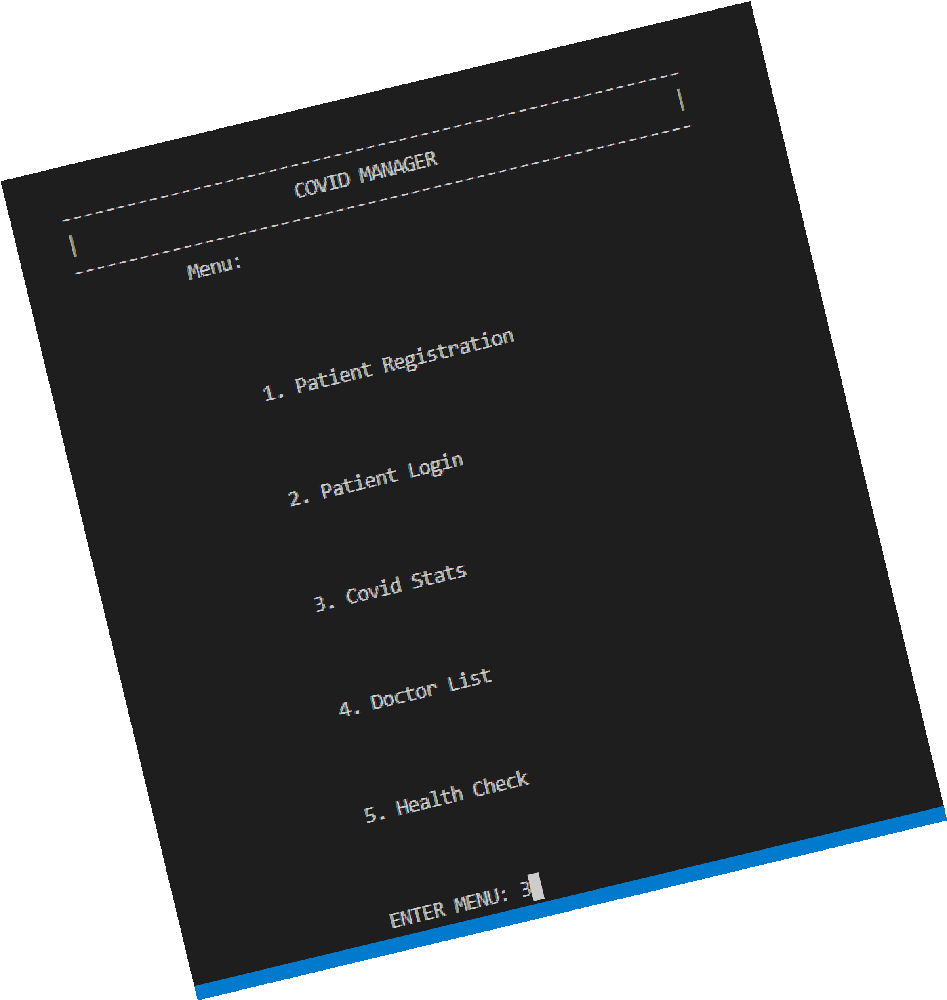 ---------------------------------------------------------
| COVID MANAGER |
---------------------------------------------------------
Menu:
1. Patient Registration
2. Patient Login
3. Covid Stats
4. Doctor List
5. Health Check
ENTER MENU: 3